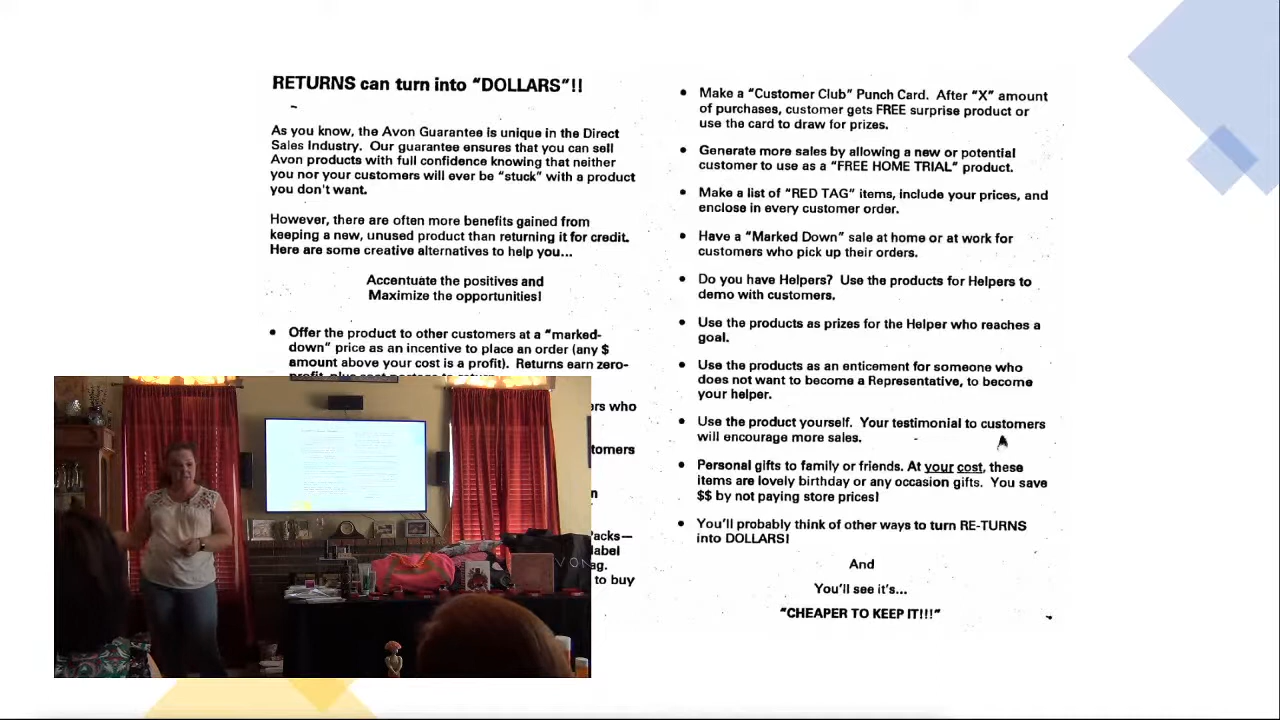 RETURNS can turn into "DOLLARS"!!
As you know, the Avon Guarantee is unique in the Direct
Sales Industry. Our guarantee ensures that you can sell
Avon products with full confidence knowing that neither
you nor your customers will ever be "stuck" with a product
you don't want.
However, there are often more benefits gained from
keeping a new, unused product than returning it for credit.
Here are some creative alternatives to help you...
Accentuate the positives and
Maximize the opportunities!
• Offer the product to other customers at a "marked-
down" price as an incentive to place an order (any $
amount above your cost is a profit). Returns earn zero-
ers who
tomers
n
acks—
label
ag.
to buy
• Make a "Customer Club" Punch Card. After "X" amount
of purchases, customer gets FREE surprise product or
use the card to draw for prizes.
• Generate more sales by allowing a new or potential
customer to use as a "FREE HOME TRIAL" product.
• Make a list of "RED TAG" items, include your prices, and
enclose in every customer order.
• Have a "Marked Down" sale at home or at work for
customers who pick up their orders.
• Do you have Helpers? Use the products for Helpers to
demo with customers.
• Use the products as prizes for the Helper who reaches a
goal.
• Use the products as an enticement for someone who
does not want to become a Representative, to become
your helper.
• Use the product yourself. Your testimonial to customers
will encourage more sales.
• Personal gifts to family or friends. At your cost, these
items are lovely birthday or any occasion gifts. You save
$$ by not paying store prices!
• You'll probably think of other ways to turn RE-TURNS
into DOLLARS!
And
You'll see it's...
"CHEAPER TO KEEP IT!!!"